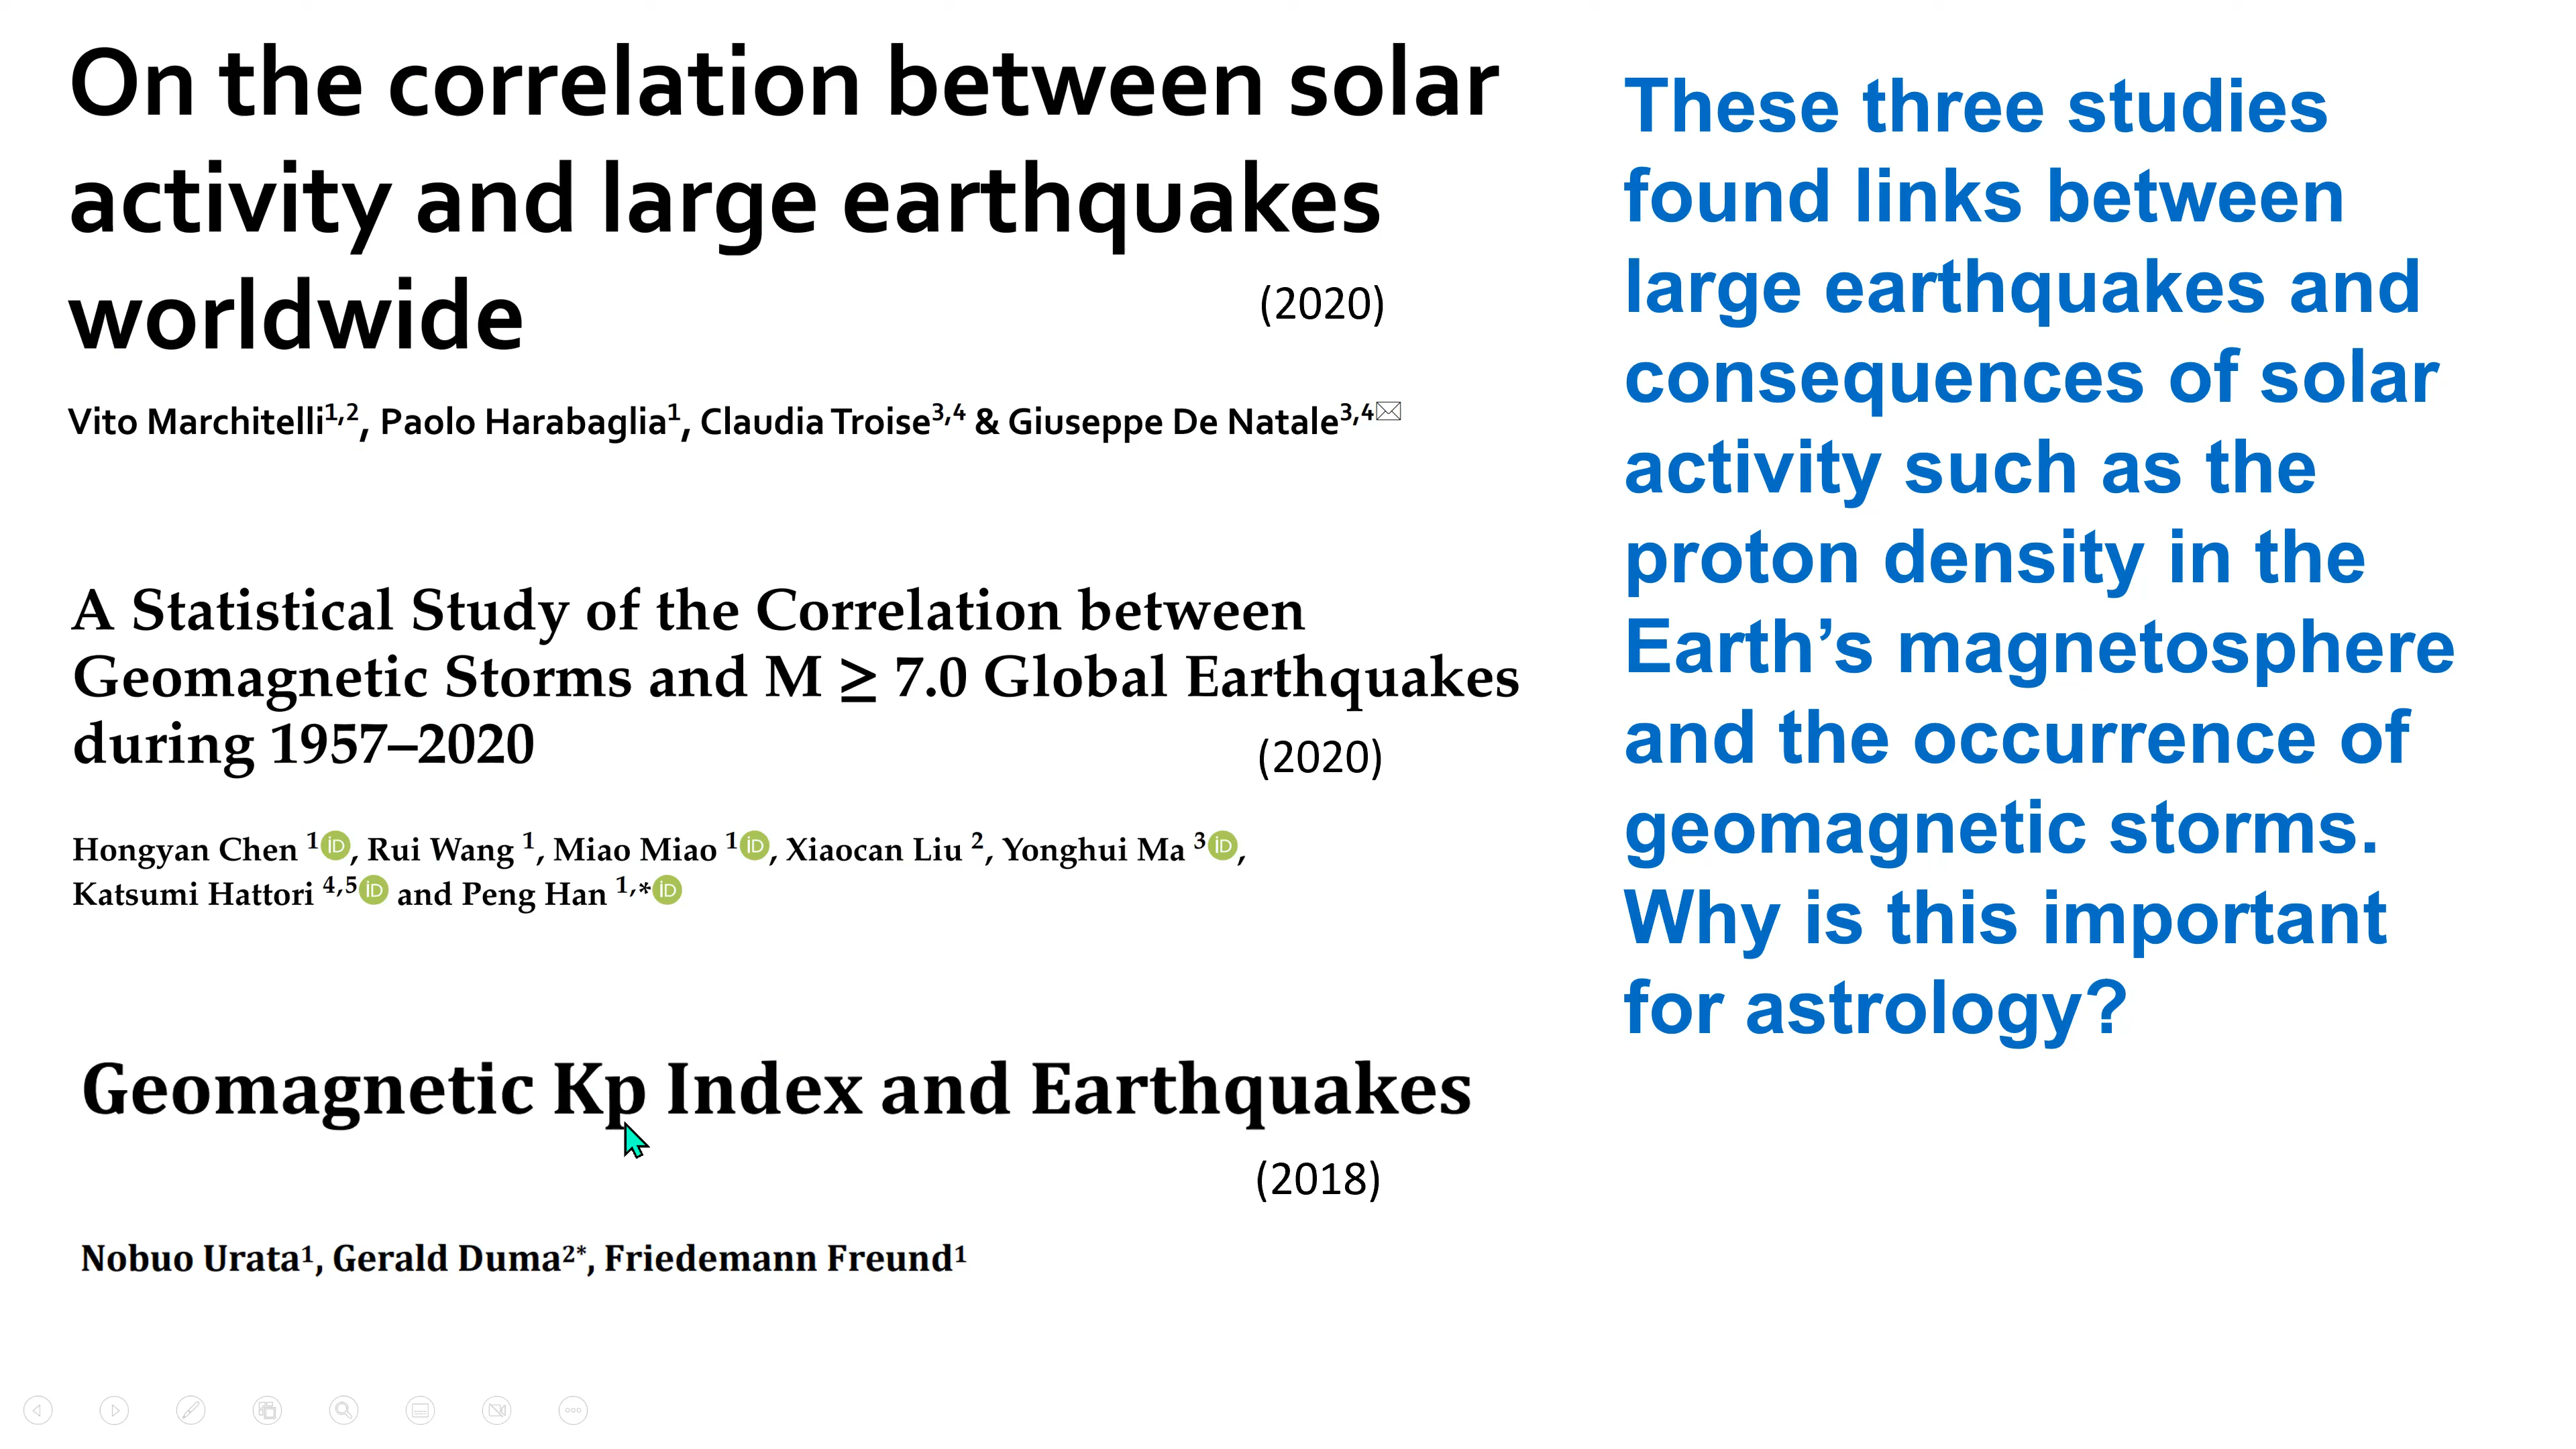 On the correlation between solar
activity and large earthquakes
worldwide
(2020)
Vito Marchitelli1,2, Paolo Harabaglia1, Claudia Troise3,4 & Giuseppe De Natale3,4
A Statistical Study of the Correlation between
Geomagnetic Storms and M ≥ 7.0 Global Earthquakes
during 1957–2020
(2020)
Hongyan Chen 1 iD, Rui Wang 1, Miao Miao 1 iD, Xiaocan Liu 2, Yonghui Ma 3 iD,
Katsumi Hattori 4,5 iD and Peng Han 1,* iD
Geomagnetic Kp Index and Earthquakes
(2018)
Nobuo Urata1, Gerald Duma2*, Friedemann Freund1
These three studies
found links between
large earthquakes and
consequences of solar
activity such as the
proton density in the
Earth’s magnetosphere
and the occurrence of
geomagnetic storms.
Why is this important
for astrology?